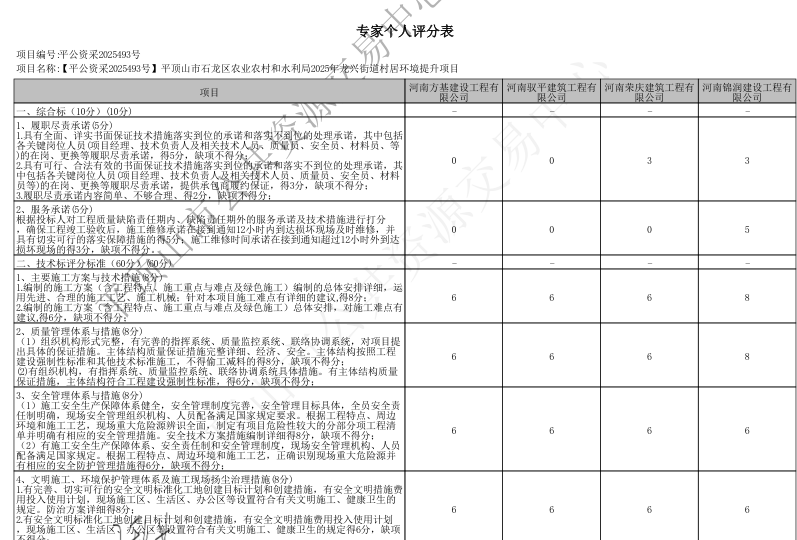 专家个人评分表
项目编号:平公资采2025493号
项目名称:【平公资采2025493号】平顶山市石龙区农业农村和水利局2025年龙兴街道村居环境提升项目
项目 河南方基建设工程有限公司 河南驭平建筑工程有限公司 河南荣庆建筑工程有限公司 河南锦润建设工程有限公司
一、综合标(10分)(10分) — — — —
1、履职尽责承诺(5分)
1.具有全面、详实书面保证技术措施落实到位的承诺和落实不到位的处理承诺,其中包括
各关键岗位人员(项目经理、技术负责人及相关技术人员、质量员、安全员、材料员、等
)的在岗、更换等履职尽责承诺,得5分,缺项不得分;
2.具有可行、合法有效的书面保证技术措施落实到位的承诺和落实不到位的处理承诺,其
中包括各关键岗位人员(项目经理、技术负责人及相关技术人员、质量员、安全员、材料
员等)的在岗、更换等履职尽责承诺,提供承包商履约保证,得3分,缺项不得分;
3.履职尽责承诺内容简单、不够合理、得2分,缺项不得分;
0 0 3 3
2、服务承诺(5分)
根据投标人对工程质量缺陷责任期内、缺陷责任期外的服务承诺及技术措施进行打分
,确保工程竣工验收后,施工维修承诺在接到通知12小时内到达损坏现场及时维修,并
具有切实可行的落实保障措施的得5分;施工维修时间承诺在接到通知超过12小时外到达
损坏现场的得3分,缺项不得分。
0 0 0 5
二、技术标评分标准(60分)(60分) — — — —
1、主要施工方案与技术措施(8分)
1.编制的施工方案(含工程特点、施工重点与难点及绿色施工)编制的总体安排详细,运
用先进、合理的施工工艺、施工机械;针对本项目施工难点有详细的建议,得8分;
2.编制的施工方案(含工程特点、施工重点与难点及绿色施工)总体安排,对施工难点有
建议,得6分,缺项不得分;
6 6 6 8
2、质量管理体系与措施(8分)
(1)组织机构形式完整,有完善的指挥系统、质量监控系统、联络协调系统,对项目提
出具体的保证措施。主体结构质量保证措施完整详细、经济、安全。主体结构按照工程
建设强制性标准和其他技术标准施工,不得偷工减料的得8分,缺项不得分;
(2)有组织机构,有指挥系统、质量监控系统、联络协调系统具体措施。有主体结构质量
保证措施,主体结构符合工程建设强制性标准,得6分,缺项不得分;
6 6 6 8
3、安全管理体系与措施(8分)
(1)施工安全生产保障体系健全,安全管理制度完善,安全管理目标具体,全员安全责
任制明确,现场安全管理组织机构、人员配备满足国家规定要求。根据工程特点、周边
环境和施工工艺,现场重大危险源辨识全面,制定有项目危险性较大的分部分项工程清
单并明确有相应的安全管理措施。安全技术方案措施编制详细得8分,缺项不得分;
(2)有施工安全生产保障体系、安全责任制和安全管理制度,现场安全管理机构、人员
配备满足国家规定。根据工程特点、周边环境和施工工艺,正确识别现场重大危险源并
有相应的安全防护管理措施得6分,缺项不得分;
6 6 6 6
4、文明施工、环境保护管理体系及施工现场扬尘治理措施(8分)
1.有完善、切实可行的安全文明标准化工地创建目标计划和创建措施,有安全文明措施费
用投入使用计划,现场施工区、生活区、办公区等设置符合有关文明施工、健康卫生的
规定。防治方案详细得8分;
2.有安全文明标准化工地创建目标计划和创建措施,有安全文明措施费用投入使用计划
,现场施工区、生活区、办公区等设置符合有关文明施工、健康卫生的规定得6分,缺项
不得分;
6 6 6 6